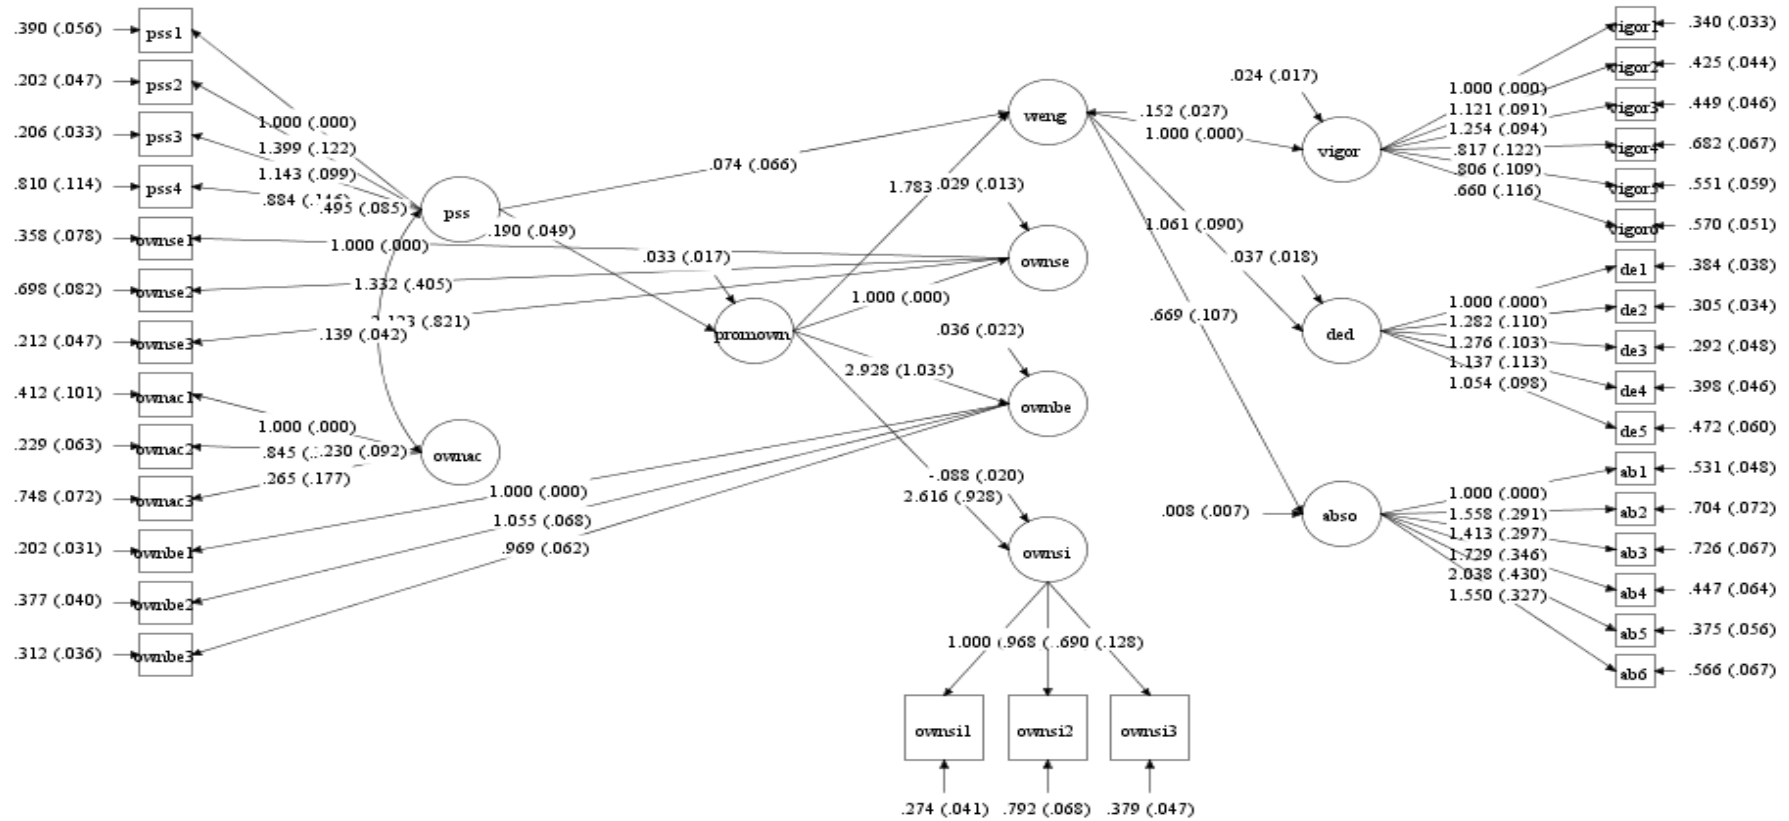 .390 (.056)
pss1
.202 (.047)
pss2
.206 (.033)
pss3
.810 (.114)
pss4
.358 (.078)
ownse1
.698 (.082)
ownse2
.212 (.047)
ownse3
.412 (.101)
ownac1
.229 (.063)
ownac2
.748 (.072)
ownac3
.202 (.031)
ownbe1
.377 (.040)
ownbe2
.312 (.036)
ownbe3
1.000 (.000)
1.399 (.122)
1.143 (.099)
.884
.495 (.085)
pss
1.000 (.000)
1.332 (.405)
(.821)
.139 (.042)
1.000 (.000)
.845
.230 (.092)
.265 (.177)
ownac
1.000 (.000)
1.055 (.068)
.969 (.062)
.074 (.066)
.190 (.049)
.033 (.017)
promown
1.783
.029 (.013)
1.000 (.000)
.036 (.022)
2.928 (1.035)
-.088 (.020)
2.616 (.928)
weng
ownse
ownbe
ownsi
1.000
.968
.690 (.128)
ownsi1
ownsi2
ownsi3
.274 (.041)
.792 (.068)
.379 (.047)
.152 (.027)
1.000 (.000)
.024 (.017)
vigor
1.061 (.090)
.037 (.018)
ded
.669 (.107)
.008 (.007)
abso
1.000 (.000)
1.121 (.091)
1.254 (.094)
.817 (.122)
.806 (.109)
.660 (.116)
1.000 (.000)
1.282 (.110)
1.276 (.103)
1.137 (.113)
1.054 (.098)
1.000 (.000)
1.558 (.291)
1.413 (.297)
1.729 (.346)
2.038 (.430)
1.550 (.327)
vigor1
.340 (.033)
vigor2
.425 (.044)
vigor3
.449 (.046)
vigor4
.682 (.067)
vigor5
.551 (.059)
vigor6
.570 (.051)
de1
.384 (.038)
de2
.305 (.034)
de3
.292 (.048)
de4
.398 (.046)
de5
.472 (.060)
ab1
.531 (.048)
ab2
.704 (.072)
ab3
.726 (.067)
ab4
.447 (.064)
ab5
.375 (.056)
ab6
.566 (.067)